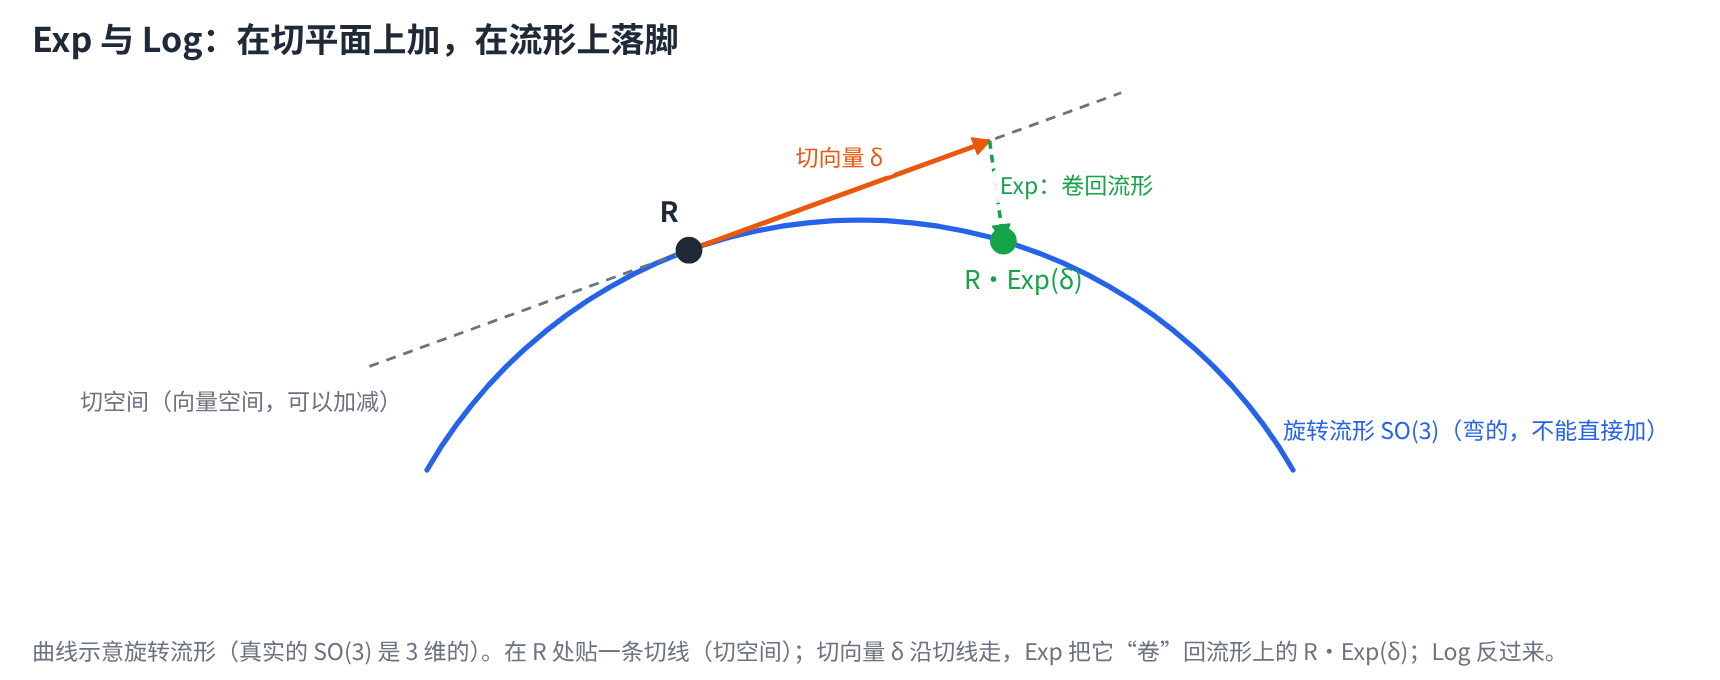 Exp 与 Log：在切平面上加，在流形上落脚
切向量 δ
Exp：卷回流形
R
R · Exp(δ)
切空间（向量空间，可以加减）
旋转流形 SO(3)（弯的，不能直接加）
曲线示意旋转流形（真实的 SO(3) 是 3 维的）。在 R 处贴一条切线（切空间）；切向量 δ 沿切线走，Exp 把它“卷”回流形上的 R · Exp(δ)；Log 反过来。